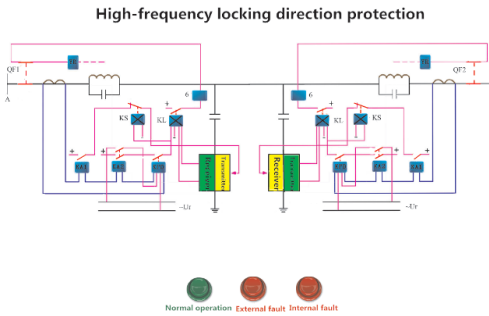 High-frequency locking direction protection
QF1
QF2
A
6
6
+
+
KS
KL
KL
KS
+
+
+
+
+
+
Receiver
Transmitter
Receiver
Transmitter
~Ur
~Ur
Normal operation
External fault
Internal fault